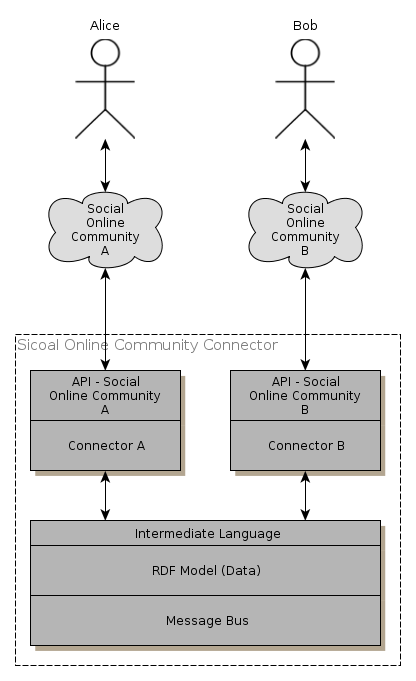 Alice
Bob
Social
Online
Community
A
Social
Online
Community
B
Sicoal Online Community Connector
API - Social
Online Community
A
API - Social
Online Community
B
Connector A
Connector B
Intermediate Language
RDF Model (Data)
Message Bus